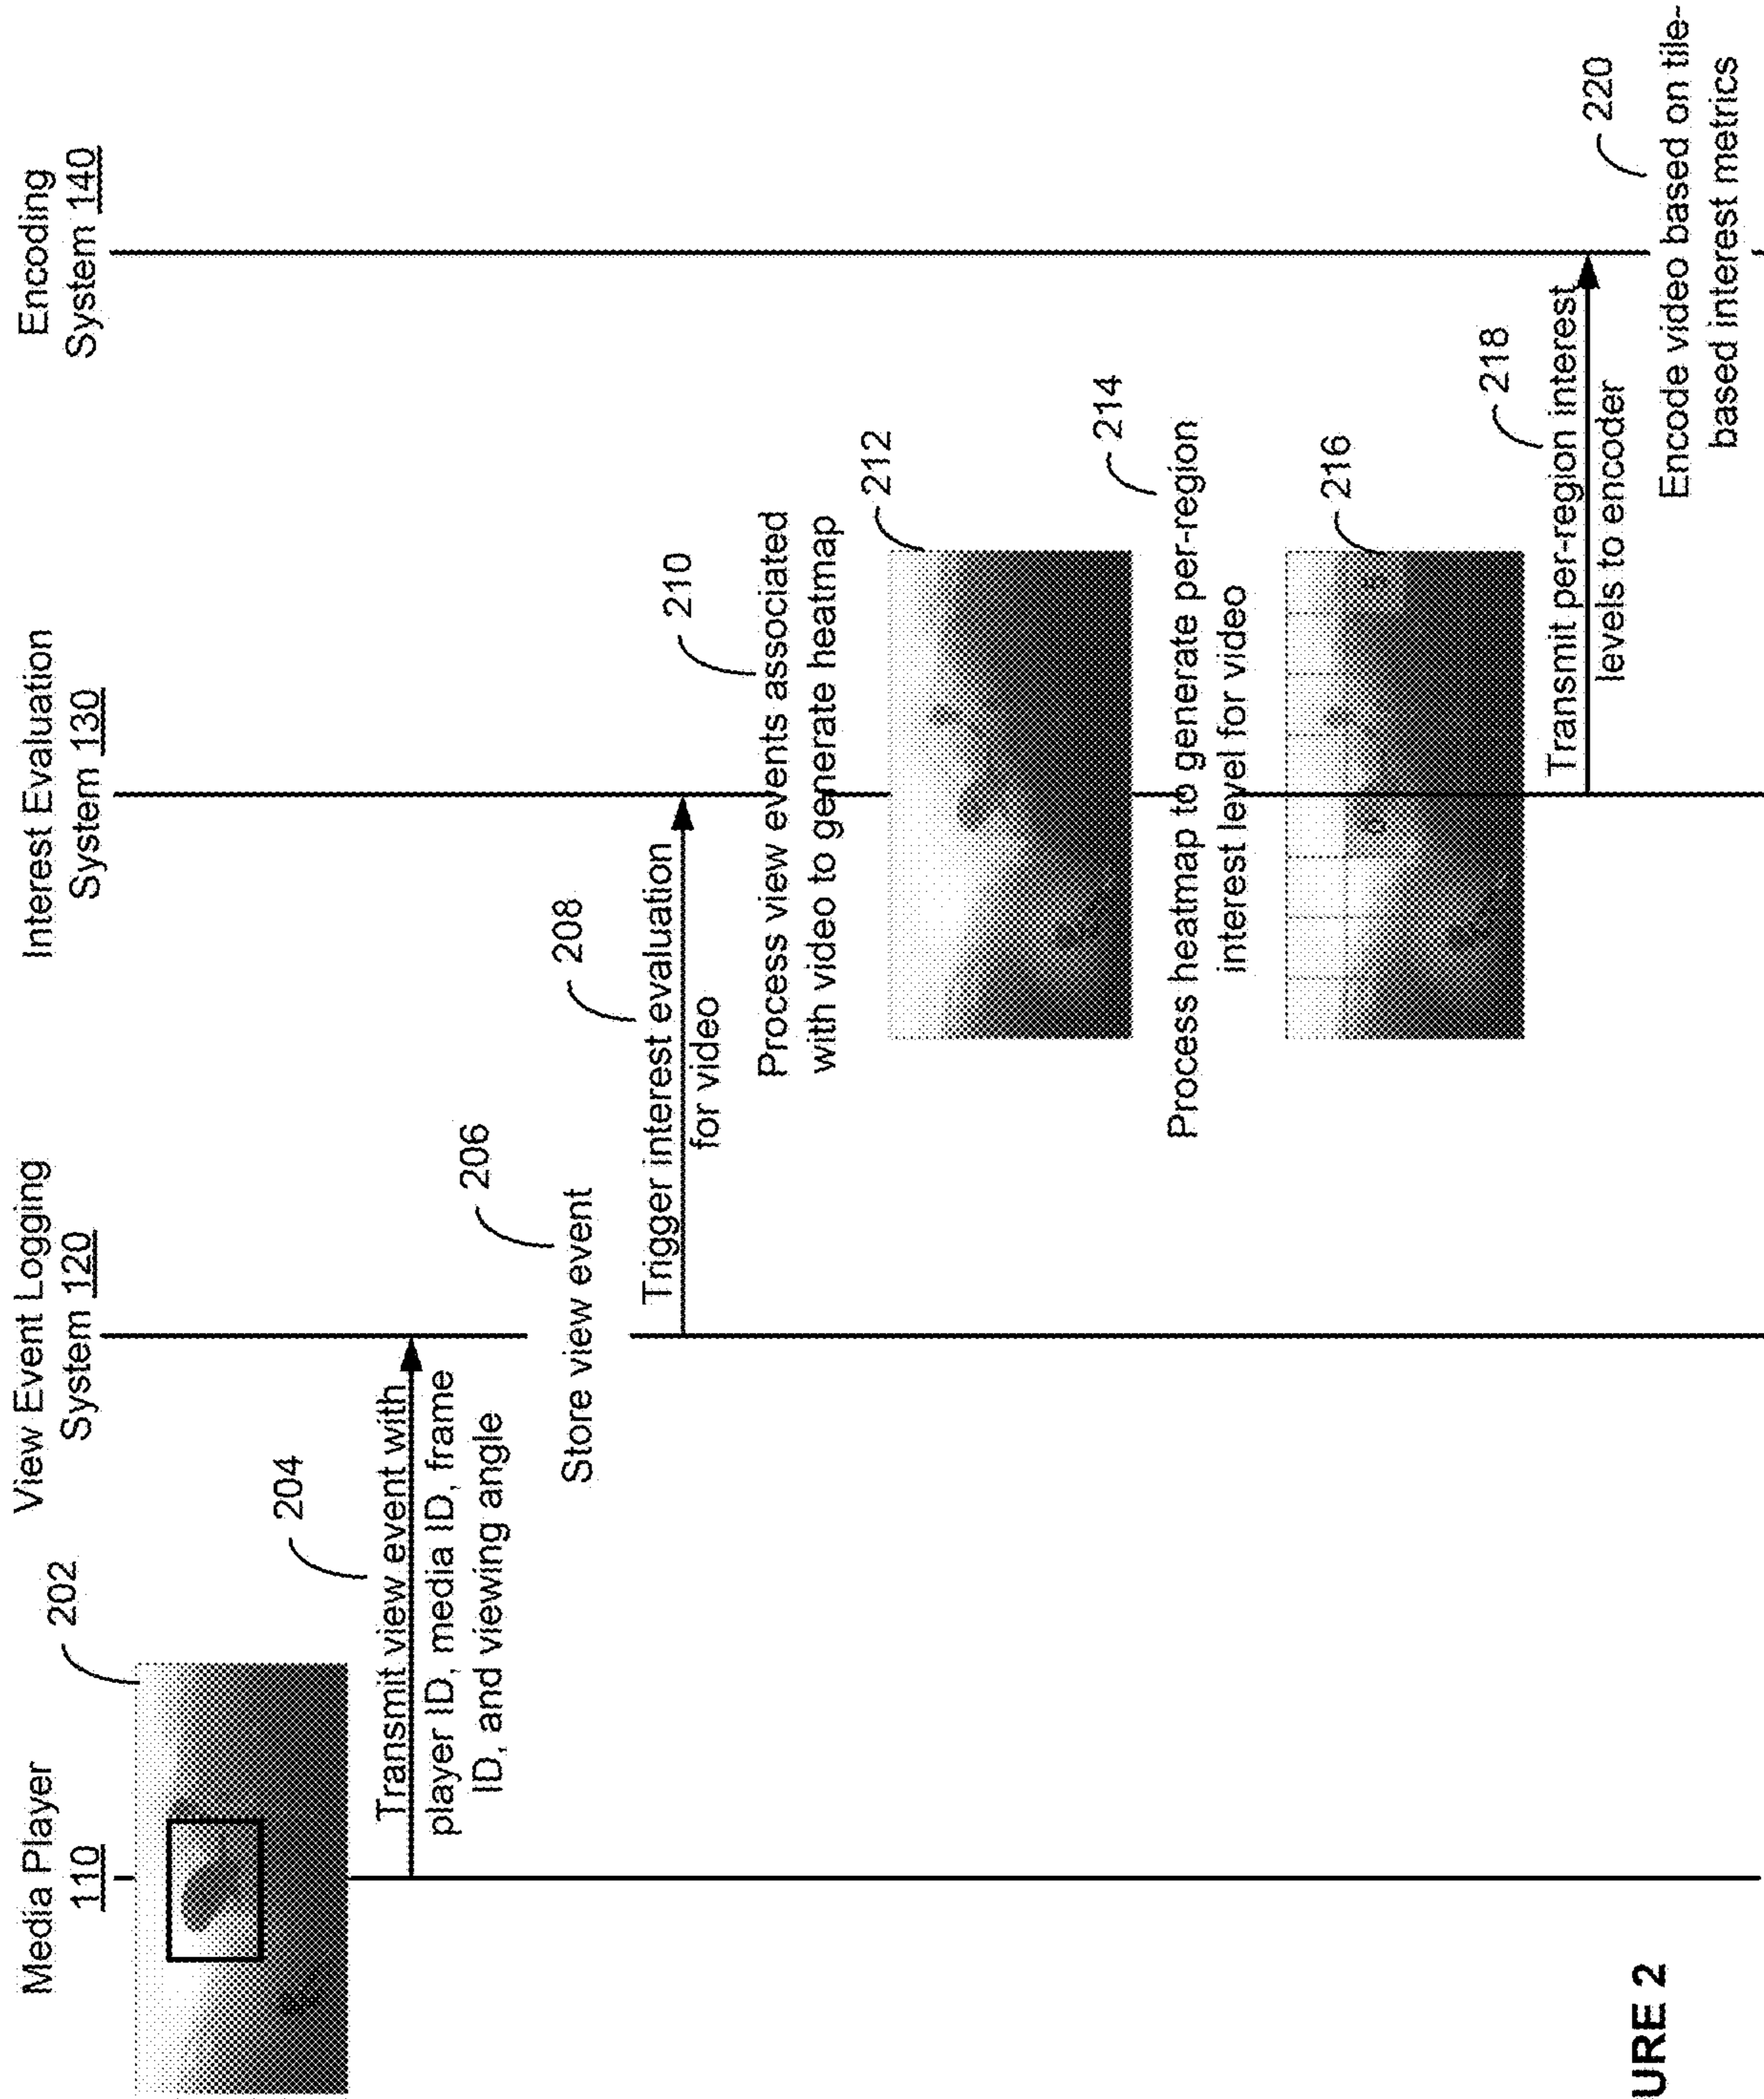 Media Player
110
View Event Logging
System 120
Interest Evaluation
System 130
Encoding
System 140
202
204
Transmit view event with
player ID, media ID, frame
ID, and viewing angle
206
Store view event
208
Trigger interest evaluation
for video
210
Process view events associated
with video to generate heatmap
212
214
Process heatmap to generate per-region
interest level for video
216
218
Transmit per-region interest
levels to encoder
220
Encode video based on tile-
based interest metrics
URE 2